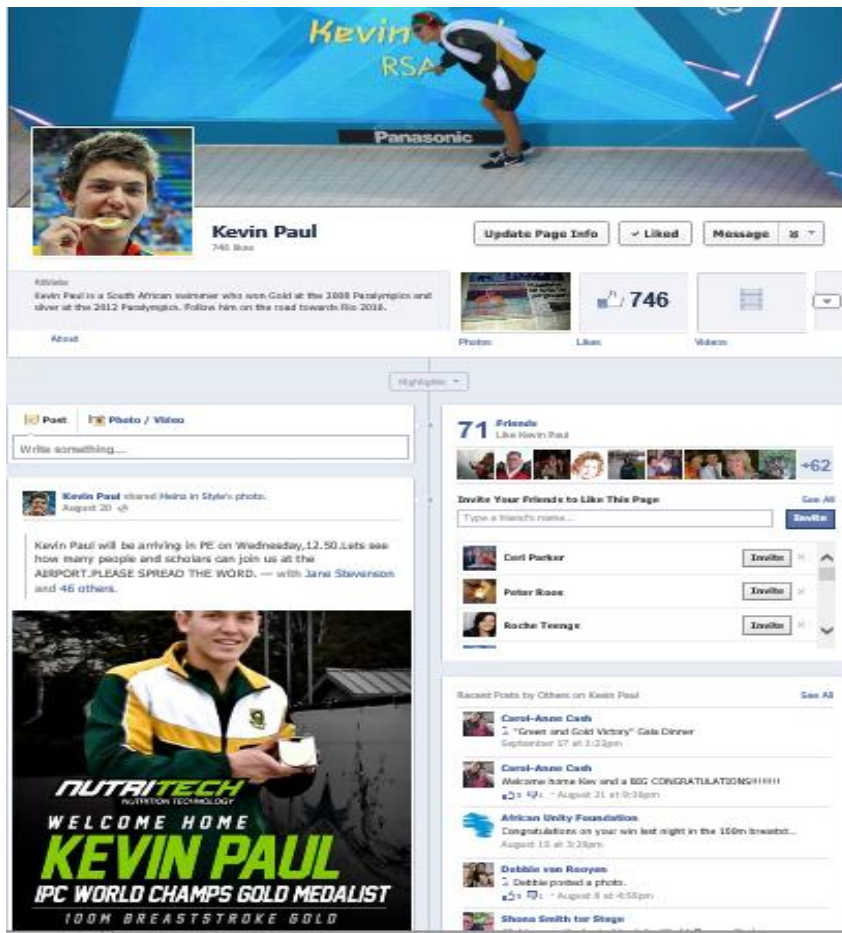 Kevin
RSA
Panasonic
Kevin Paul
746 likes
Update Page Info
Liked
Message
Athlete
Kevin Paul is a South African swimmer who won Gold at the 2008 Paralympics and
silver at the 2012 Paralympics. Follow him on the road towards Rio 2016.
About
746
Photos
Likes
Videos
Highlights
Post
Photo / Video
Write something...
Kevin Paul shared Heinz in Style's photo.
August 20
Kevin Paul will be arriving in PE on Wednesday,12.50.Lets see
how many people and scholars can join us at the
AIRPORT.PLEASE SPREAD THE WORD. — with Jane Stevenson
and 46 others.
NUTRITECH
NUTRITION TECHNOLOGY
WELCOME HOME
KEVIN PAUL
IPC WORLD CHAMPS GOLD MEDALIST
100M BREASTSTROKE GOLD
71 Friends
Like Kevin Paul
+62
Invite Your Friends to Like This Page
See All
Type a friend's name...
Invite
Parker
Invite
Peter Roos
Invite
Roche Teenge
Invite
Recent Posts by Others on Kevin Paul
See All
Carol-Anne Cash
"Green and Gold Victory" Gala Dinner
September 17 at 3:22pm
Carol-Anne Cash
Welcome home Kev and a BIG CONGRATULATIONS!!!!!!!!
August 21 at 9:38pm
African Unity Foundation
Congratulations on your win last night in the 100m breastst...
Debbie van Rooyen
Debbie posted a photo.
August 8 at 4:55pm
Shona Smith ter Stege